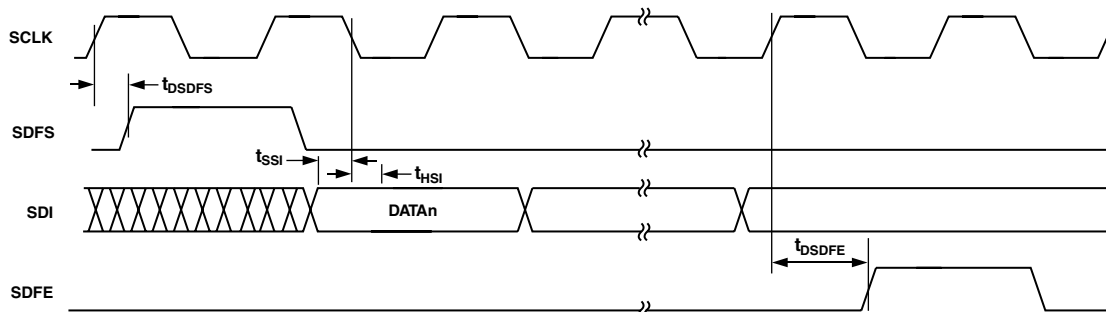 SCLK
tDSDFS
SDFS
tSSI
tHSI
SDI
DATAn
tDSDFE
SDFE